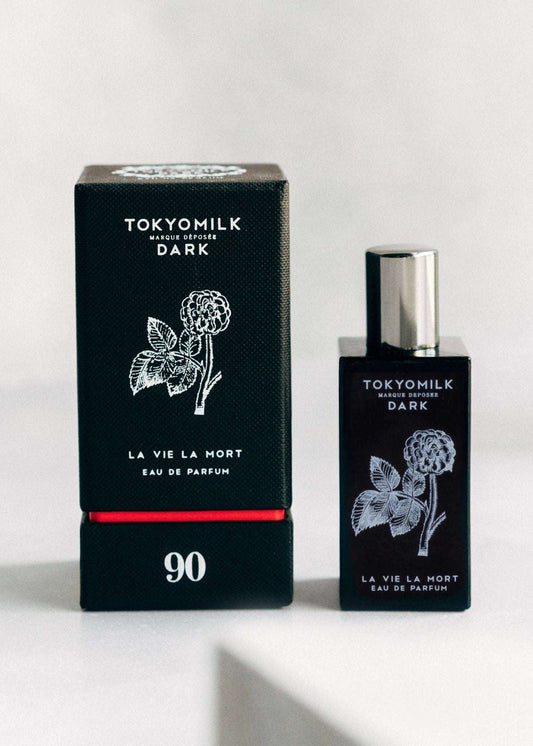 TOKYOMILK
MARQUE DÉPOSÉE
DARK
LA VIE LA MORT
EAU DE PARFUM
90
TOKYOMILK
MARQUE DÉPOSÉE
DARK
LA VIE LA MORT
EAU DE PARFUM